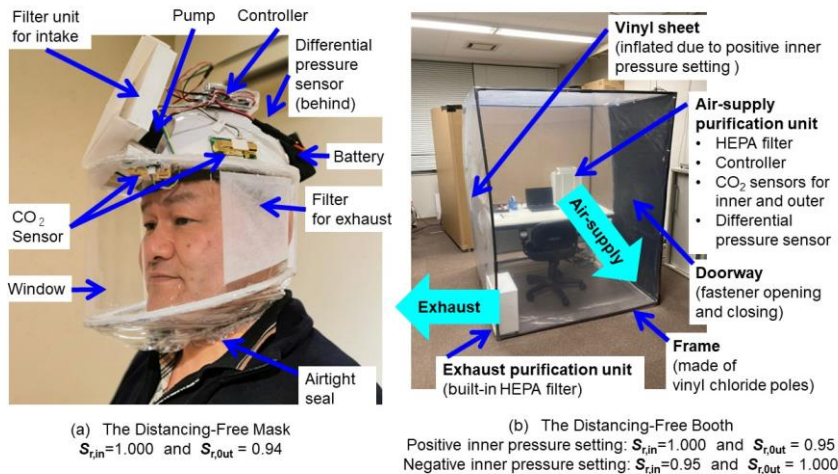 Filter unit
for intake
Pump
Controller
Differential
pressure
sensor
(behind)
Battery
Filter
for exhaust
CO₂
Sensor
Window
Airtight
seal
(a) The Distancing-Free Mask
Sr,in=1.000 and Sr,0ut = 0.94
Vinyl sheet
(inflated due to positive inner
pressure setting )
Air-supply
purification unit
• HEPA filter
• Controller
• CO₂ sensors for
inner and outer
• Differential
pressure sensor
Air-supply
Doorway
(fastener opening
and closing)
Exhaust
Frame
(made of
vinyl chloride poles)
Exhaust purification unit
(built-in HEPA filter)
(b) The Distancing-Free Booth
Positive inner pressure setting: Sr,in=1.000 and Sr,0ut = 0.95
Negative inner pressure setting: Sr,in=0.95 and Sr,0ut = 1.000